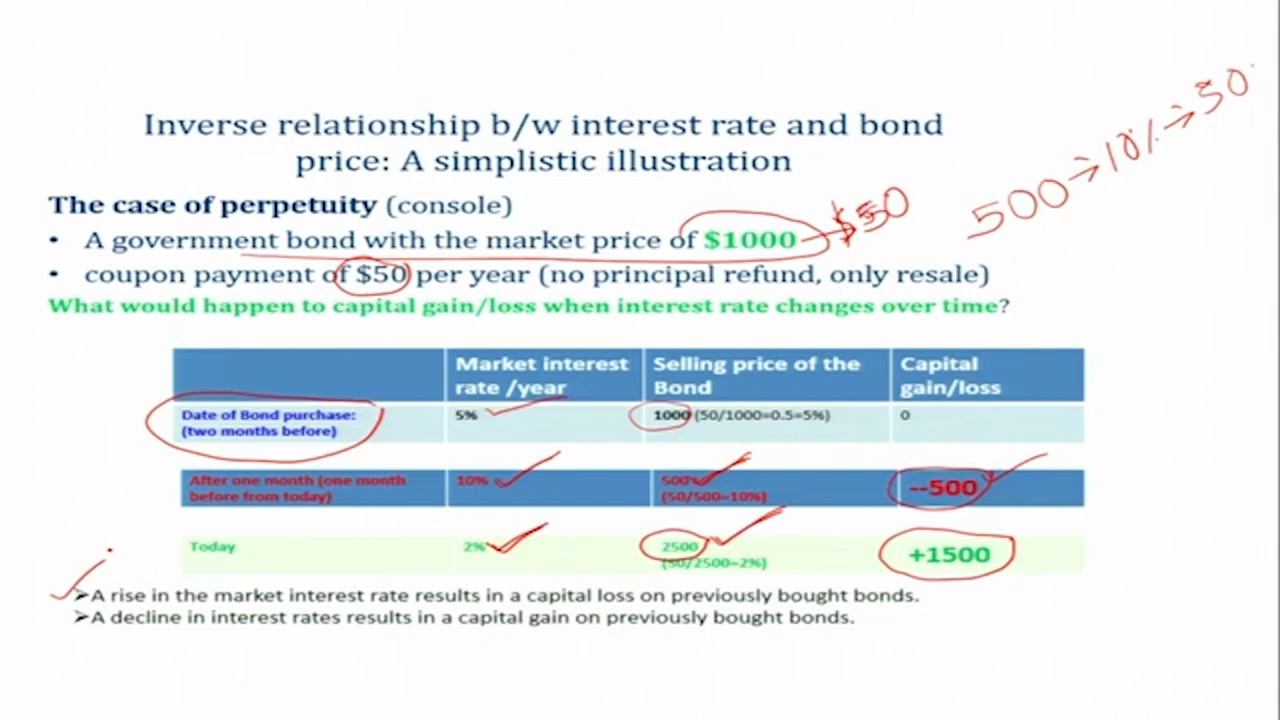 Inverse relationship b/w interest rate and bond
price: A simplistic illustration
500→10%→50
The case of perpetuity (console)
• A government bond with the market price of $1000 → $50
• coupon payment of $50 per year (no principal refund, only resale)
What would happen to capital gain/loss when interest rate changes over time?
Market interest rate /year
Selling price of the Bond
Capital gain/loss
Date of Bond purchase:
(two months before)
5%
1000 (50/1000=0.5=5%)
0
After one month (one month
before from today)
10%
500
(50/500=10%)
--500
Today
2%
2500
(50/2500=2%)
+1500
➢A rise in the market interest rate results in a capital loss on previously bought bonds.
➢A decline in interest rates results in a capital gain on previously bought bonds.